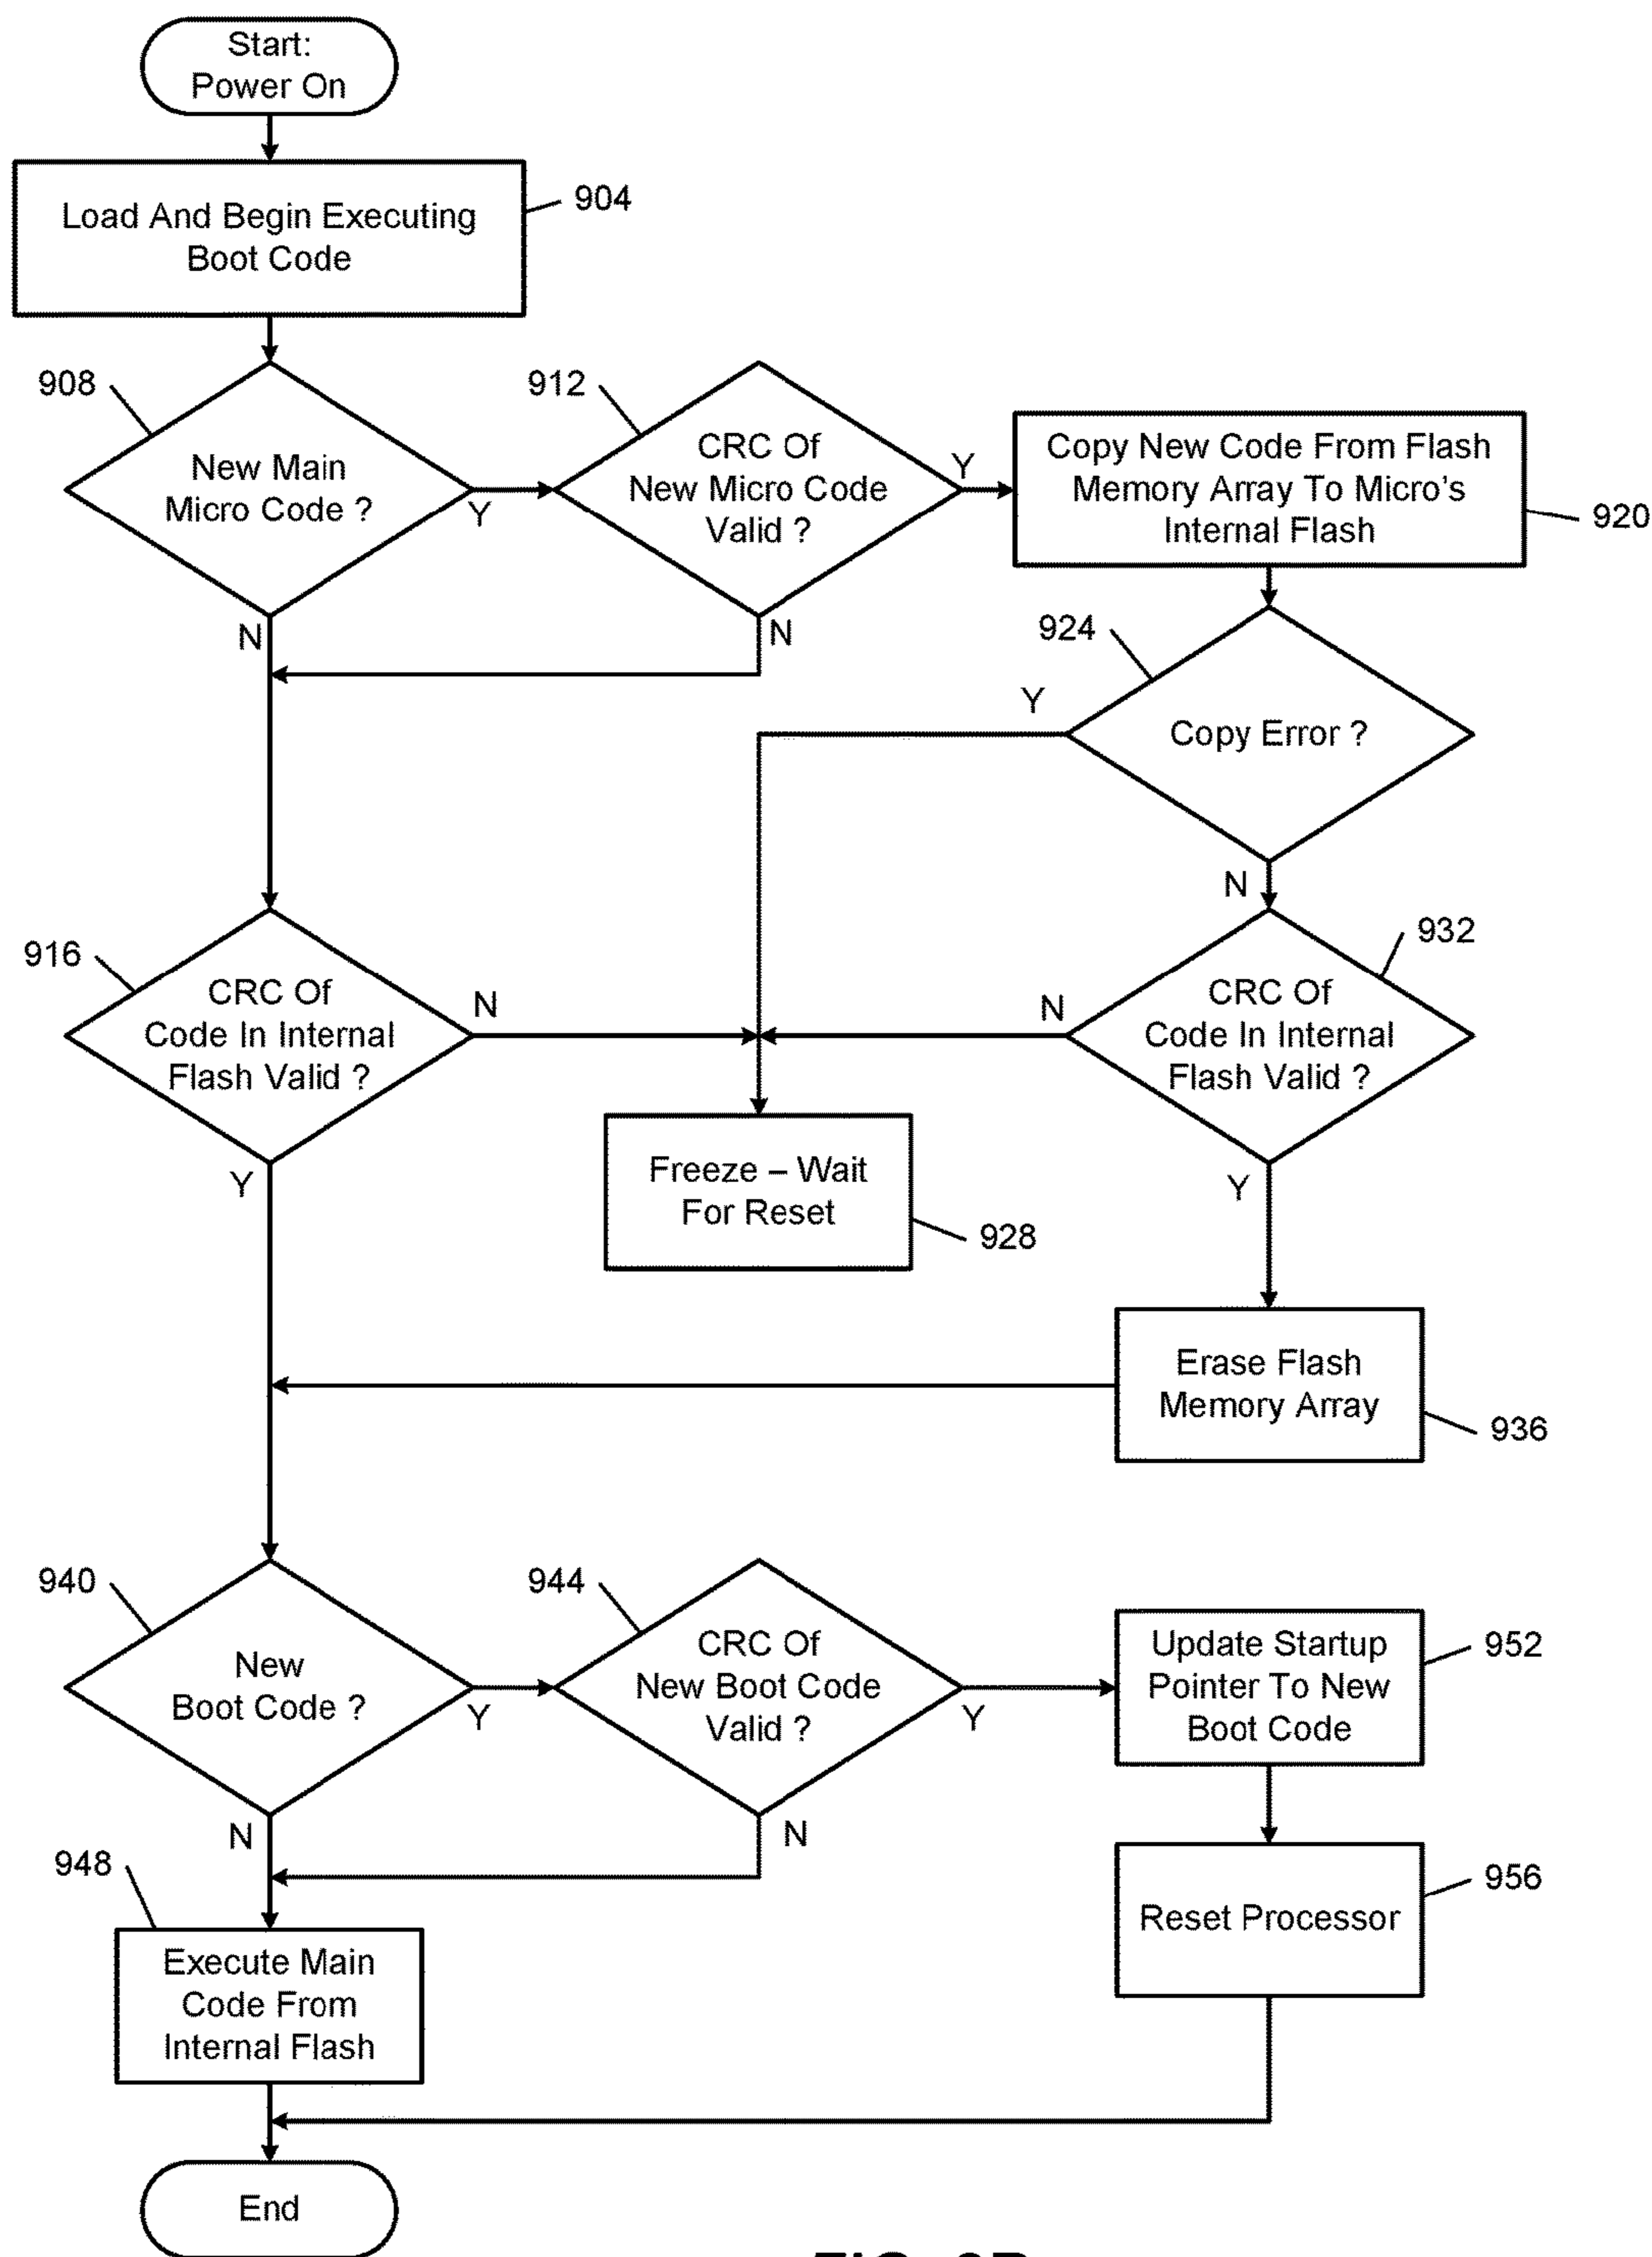 Start:
Power On
904
Load And Begin Executing
Boot Code
908
New Main
Micro Code ?
Y
N
912
CRC Of
New Micro Code
Valid ?
Y
N
Copy New Code From Flash
Memory Array To Micro's
Internal Flash
920
924
Copy Error ?
Y
N
916
CRC Of
Code In Internal
Flash Valid ?
N
Y
932
CRC Of
Code In Internal
Flash Valid ?
N
Y
Freeze – Wait
For Reset
928
Erase Flash
Memory Array
936
940
New
Boot Code ?
Y
N
944
CRC Of
New Boot Code
Valid ?
Y
N
Update Startup
Pointer To New
Boot Code
952
948
Execute Main
Code From
Internal Flash
Reset Processor
956
End